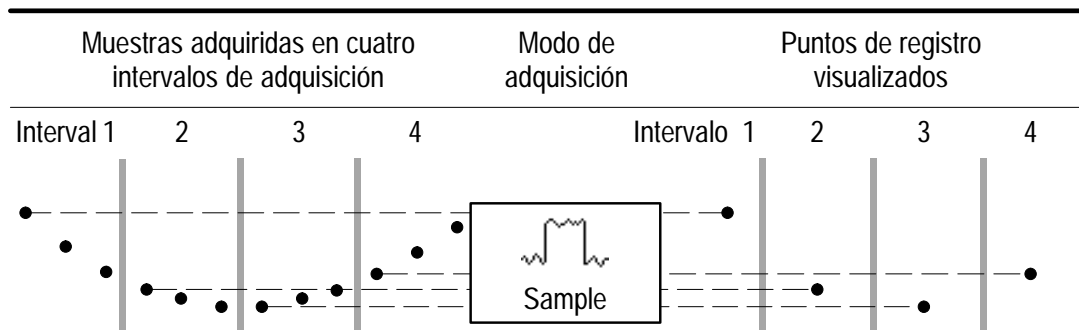 Muestras adquiridas en cuatro
intervalos de adquisición
Modo de
adquisición
Puntos de registro
visualizados
Interval 1 2 3 4
Intervalo 1 2 3 4
Sample